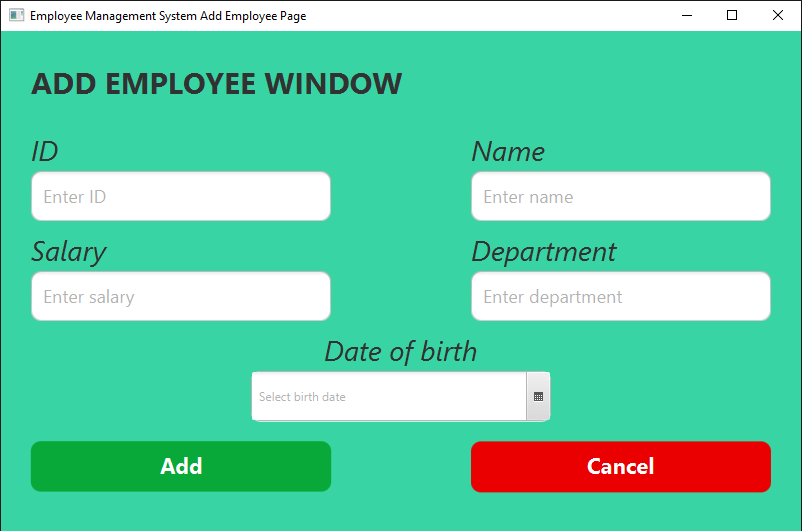 Employee Management System Add Employee Page
ADD EMPLOYEE WINDOW
ID
Name
Enter ID
Enter name
Salary
Department
Enter salary
Enter department
Date of birth
Select birth date
Add
Cancel